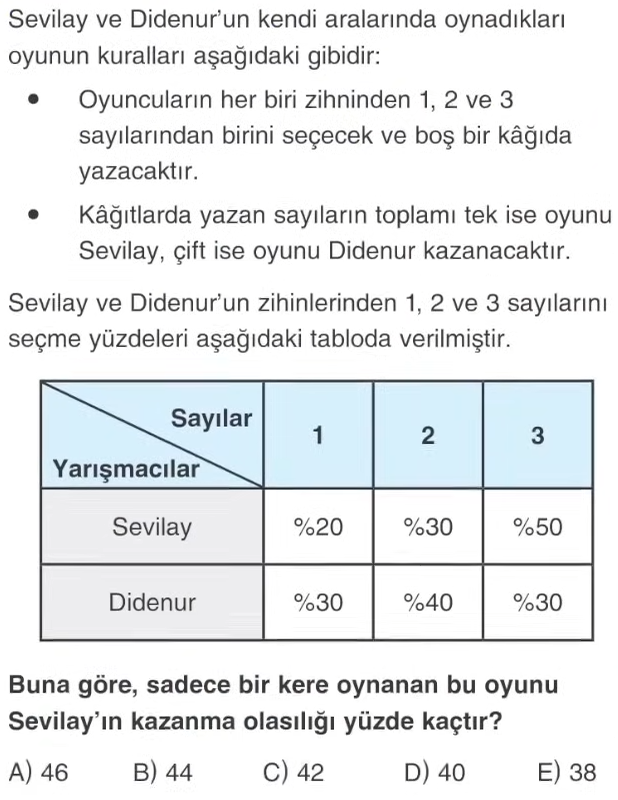 Sevilay ve Didenur'un kendi aralarında oynadıkları
oyunun kuralları aşağıdaki gibidir:
• Oyuncuların her biri zihninden 1, 2 ve 3
sayılarından birini seçecek ve boş bir kâğıda
yazacaktır.
• Kâğıtlarda yazan sayıların toplamı tek ise oyunu
Sevilay, çift ise oyunu Didenur kazanacaktır.
Sevilay ve Didenur'un zihinlerinden 1, 2 ve 3 sayılarını
seçme yüzdeleri aşağıdaki tabloda verilmiştir.
Sayılar 1 2 3
Yarışmacılar
Sevilay %20 %30 %50
Didenur %30 %40 %30
Buna göre, sadece bir kere oynanan bu oyunu
Sevilay'ın kazanma olasılığı yüzde kaçtır?
A) 46 B) 44 C) 42 D) 40 E) 38